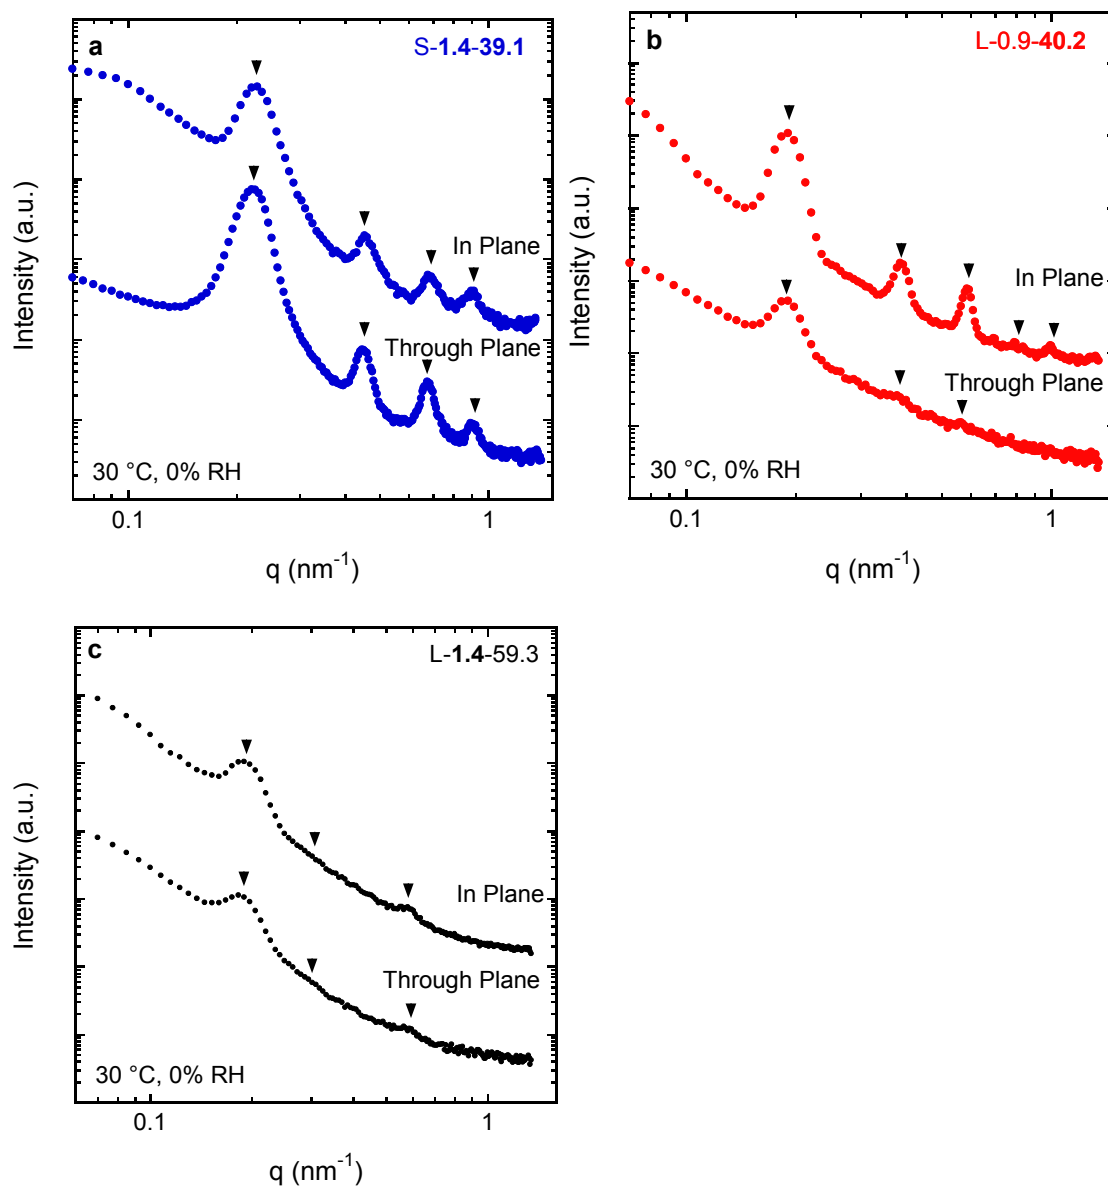 a
S-1.4-39.1
Intensity (a.u.)
In Plane
Through Plane
30 °C, 0% RH
0.1
1
q (nm⁻¹)
b
L-0.9-40.2
Intensity (a.u.)
In Plane
Through Plane
30 °C, 0% RH
0.1
1
q (nm⁻¹)
c
L-1.4-59.3
Intensity (a.u.)
In Plane
Through Plane
30 °C, 0% RH
0.1
1
q (nm⁻¹)